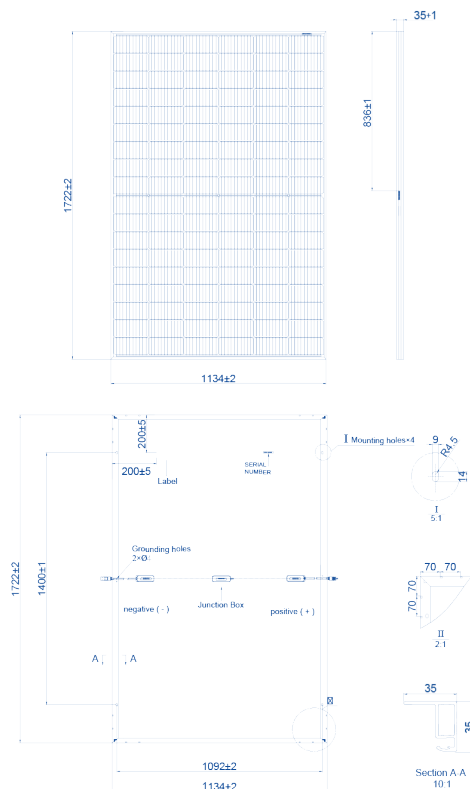 35+1
836±1
1722±2
1134±2
200±5
I Mounting holes×4
9
R4.5
14
200±5
SERIAL
NUMBER
Label
I
5:1
Grounding holes
2×Ø
1722±2
1400±1
70 70
70
70
negative ( - )
Junction Box
positive ( + )
II
2:1
A A
35
35
1092±2
Section A-A
10:1
1134±2